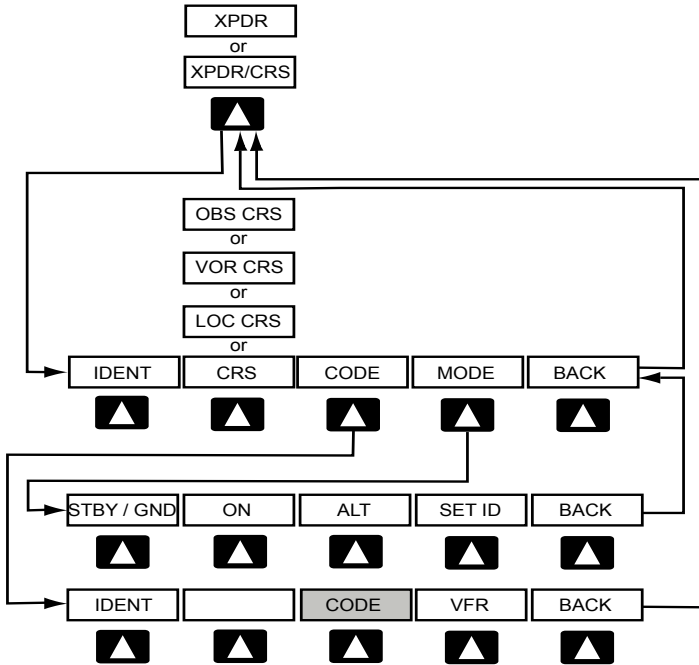 XPDR
or
XPDR/CRS
OBS CRS
or
VOR CRS
or
LOC CRS
or
IDENT CRS CODE MODE BACK
STBY / GND ON ALT SET ID BACK
IDENT CODE VFR BACK